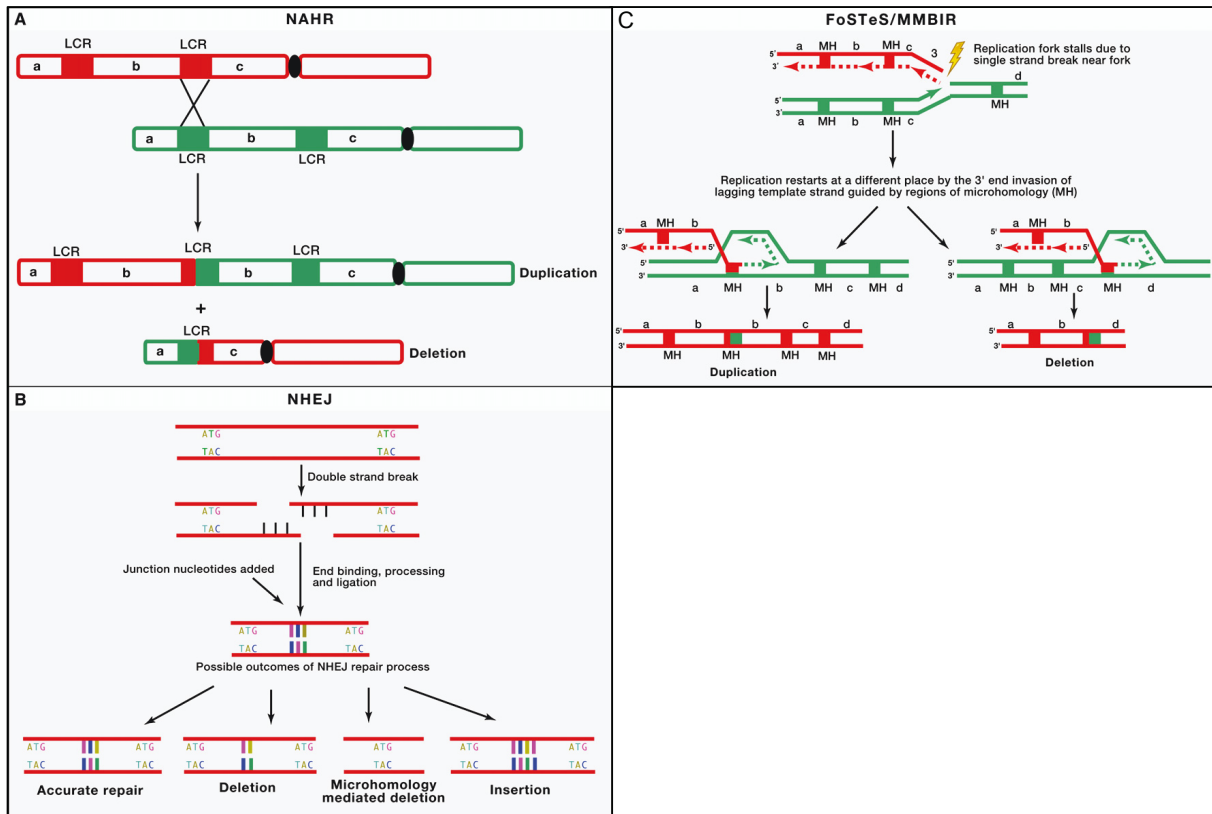 A NAHR
LCR LCR
a b c
a b c
LCR LCR
LCR LCR LCR
a b b c Duplication
+
LCR
a c Deletion
B NHEJ
ATG ATG
TAC TAC
Double strand break
ATG ATG
TAC TAC
Junction nucleotides added
End binding, processing
and ligation
ATG ATG
TAC TAC
Possible outcomes of NHEJ repair process
ATG ATG ATG ATG ATG ATG ATG
TAC TAC TAC TAC TAC TAC TAC
Accurate repair
Deletion
Microhomology
mediated deletion
Insertion
C FoSTeS/MMBIR
a MH b MH c 3
5'
3'
Replication fork stalls due to
single strand break near fork
d
MH
5'
3'
a MH b MH c
Replication restarts at a different place by the 3' end invasion of
lagging template strand guided by regions of microhomology (MH)
a MH b
5'
3' 5'
5'
3'
a MH b MH c MH d
a b b c d
5'
3'
MH MH MH MH
Duplication
a MH b
5'
3' 5'
5'
3'
a MH b MH c MH d
a b d
5'
3'
Deletion